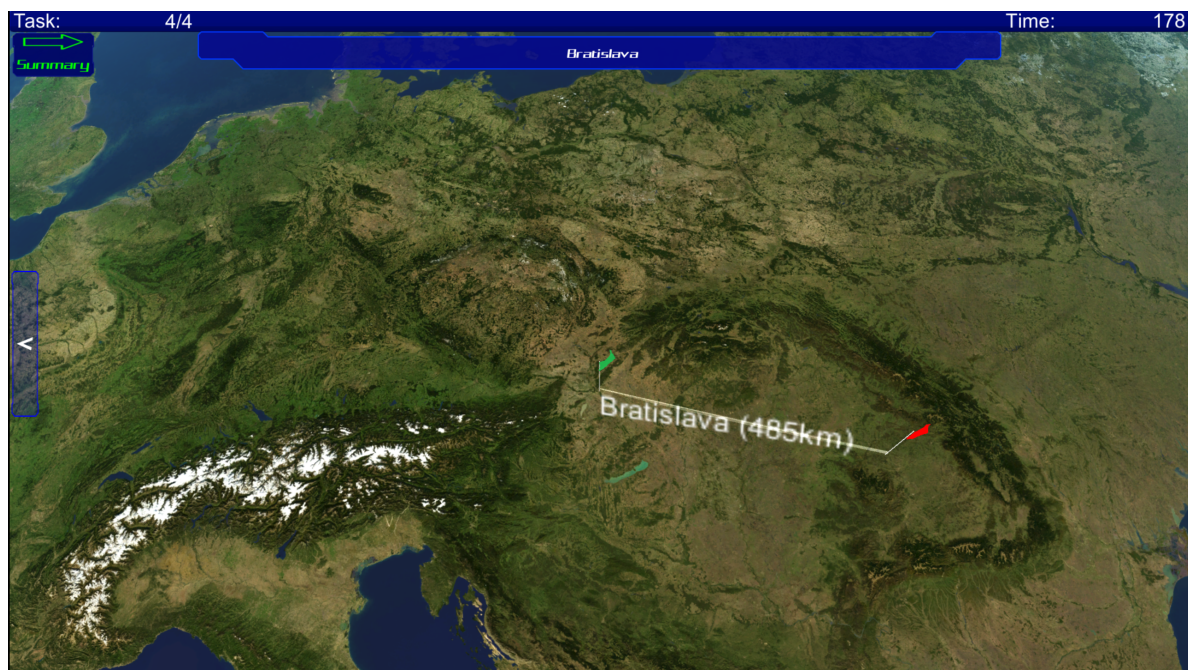 Task: 4/4 Time: 178
Summary
Bratislava
<
Bratislava (485km)